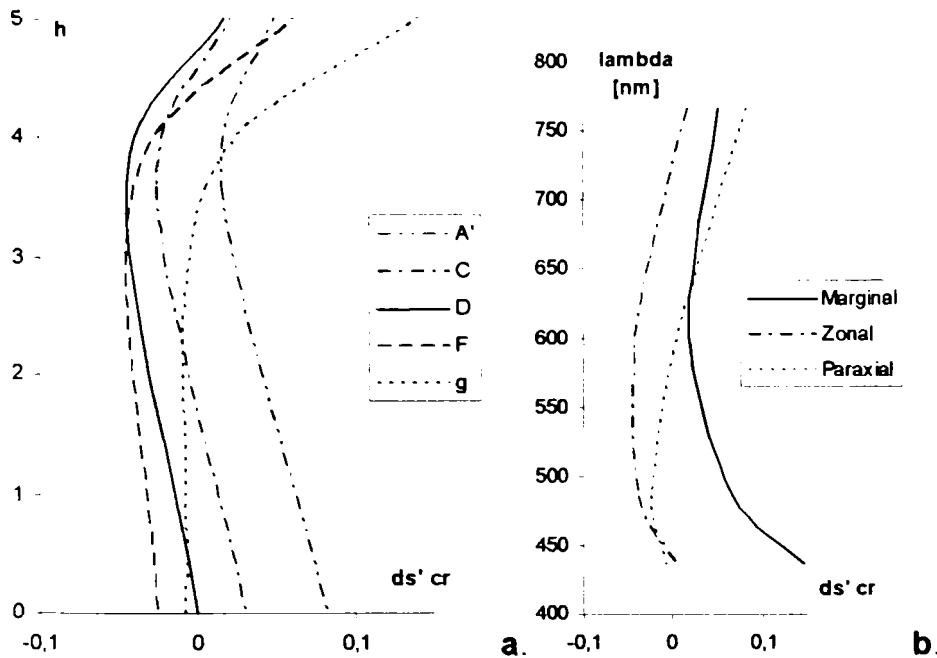 5
h
4
3
2
1
0
A'
C
D
F
g
ds' cr
-0,1
0
0,1
a.
800
lambda
[nm]
750
700
650
600
550
500
450
400
Marginal
Zonal
Paraxial
ds' cr
-0,1
0
0,1
b.